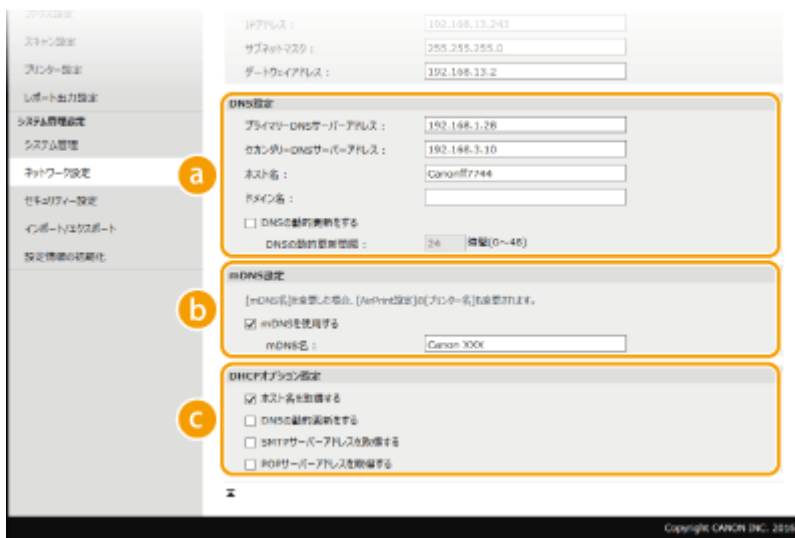 スキャン設定
プリンター設定
レポート出力設定
システム管理設定
システム管理
ネットワーク設定
セキュリティー設定
インポート/エクスポート
設定情報の初期化
IPアドレス : 192.168.13.243
サブネットマスク : 255.255.255.0
ゲートウェイアドレス : 192.168.13.2
a
DNS設定
プライマリーDNSサーバーアドレス : 192.168.1.28
セカンダリーDNSサーバーアドレス : 192.168.3.10
ホスト名 : Canonff7744
ドメイン名 :
DNSの動的更新をする
DNSの動的更新間隔 : 24 時間(0～48)
b
mDNS設定
[mDNS名]を変更した場合、[AirPrint設定]の[プリンター名]も変更されます。
mDNSを使用する
mDNS名 : Canon XXX
c
DHCPオプション設定
ホスト名を取得する
DNSの動的更新をする
SMTPサーバーアドレスを取得する
POPサーバーアドレスを取得する
Copyright CANON INC. 2016